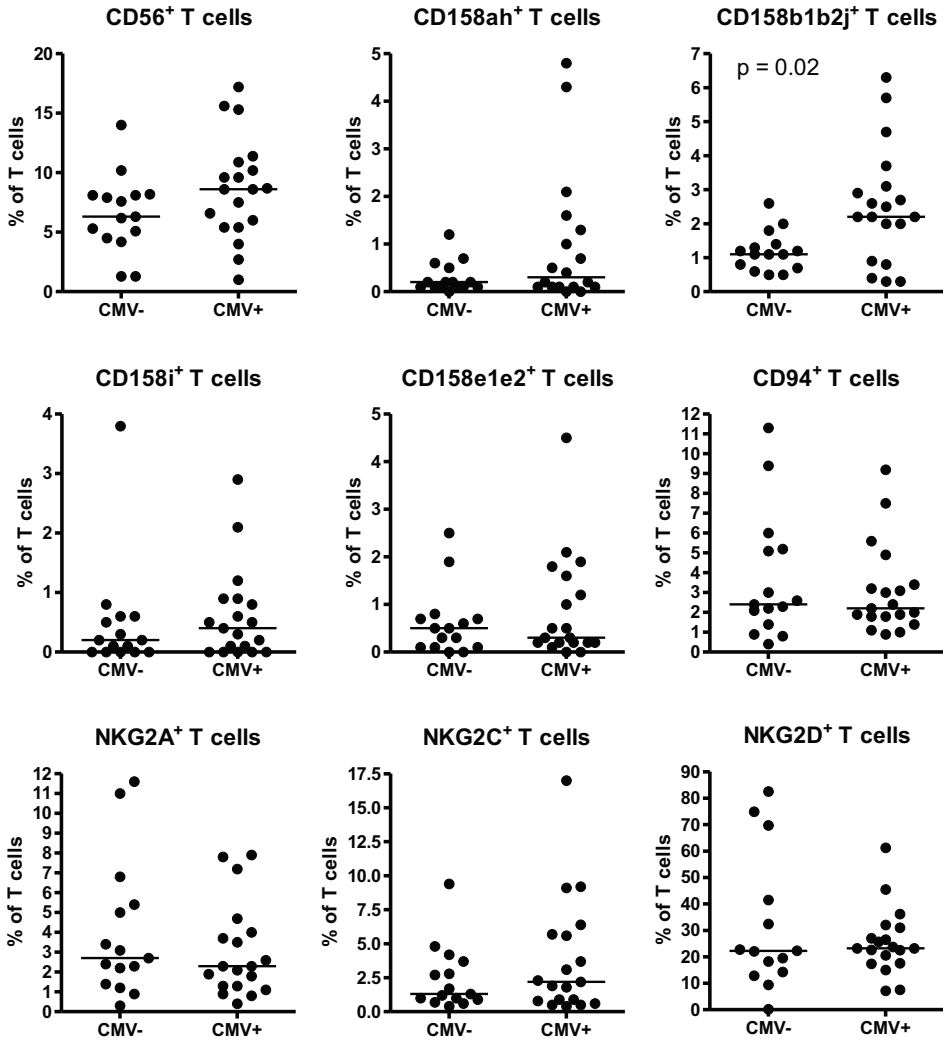 CD56+ T cells
CD158ah+ T cells
CD158b1b2j+ T cells
% of T cells
20
15
10
5
0
CMV-
CMV+
% of T cells
5
4
3
2
1
0
CMV-
CMV+
p = 0.02
% of T cells
7
6
5
4
3
2
1
0
CMV-
CMV+
CD158i+ T cells
CD158e1e2+ T cells
CD94+ T cells
% of T cells
4
3
2
1
0
CMV-
CMV+
% of T cells
5
4
3
2
1
0
CMV-
CMV+
% of T cells
12
11
10
9
8
7
6
5
4
3
2
1
0
CMV-
CMV+
NKG2A+ T cells
NKG2C+ T cells
NKG2D+ T cells
% of T cells
12
11
10
9
8
7
6
5
4
3
2
1
0
CMV-
CMV+
% of T cells
17.5
15.0
12.5
10.0
7.5
5.0
2.5
0.0
CMV-
CMV+
% of T cells
90
80
70
60
50
40
30
20
10
0
CMV-
CMV+